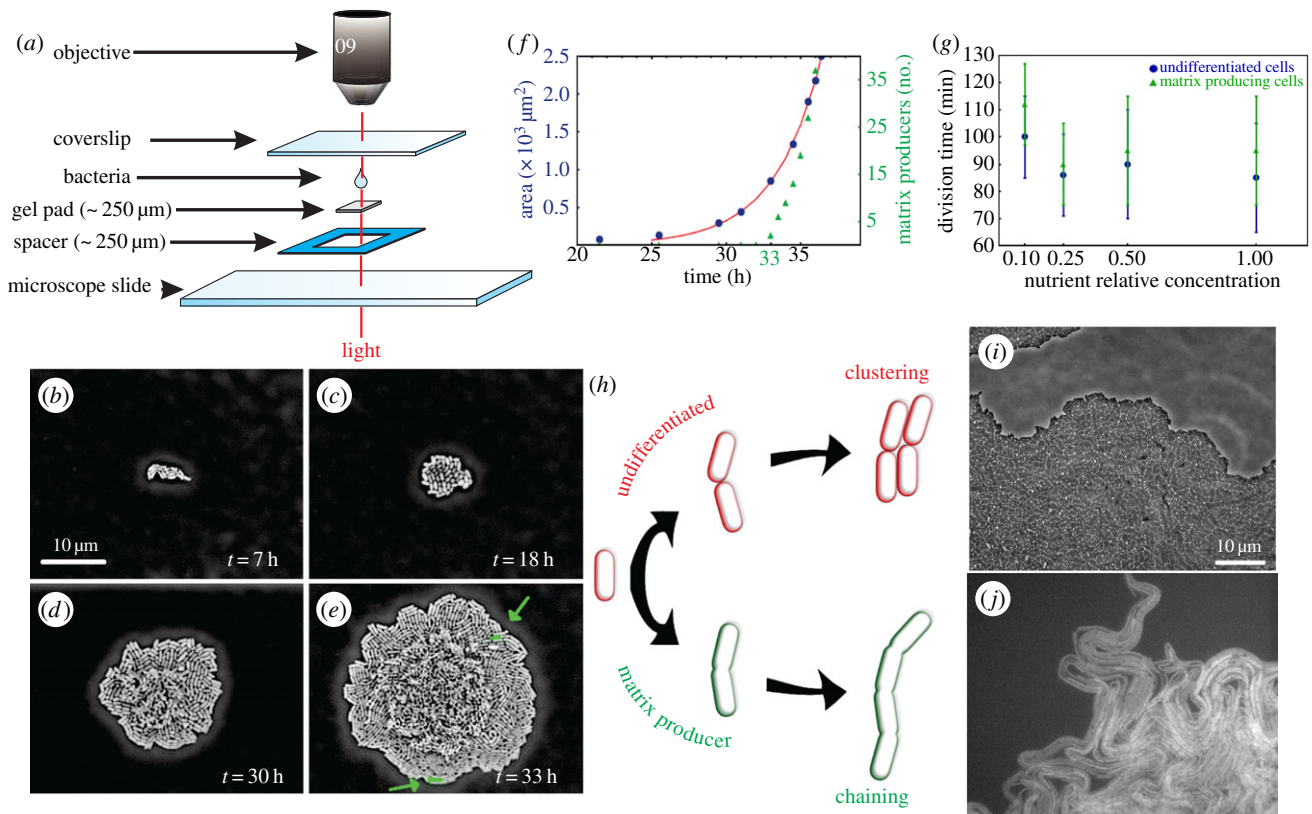 (a)
objective
09
coverslip
bacteria
gel pad (~ 250 µm)
spacer (~ 250 µm)
microscope slide
light
(f)
2.5
2.0
1.5
1.0
0.5
area (× 10³ µm²)
20
25
30
33
35
time (h)
35
25
15
5
matrix producers (no.)
(g)
130
120
110
100
90
80
70
60
division time (min)
undifferentiated cells
matrix producing cells
0.10
0.25
0.50
1.00
nutrient relative concentration
(b)
10 µm
t = 7 h
(c)
t = 18 h
(d)
t = 30 h
(e)
t = 33 h
(h)
undifferentiated
clustering
matrix producer
chaining
(i)
10 µm
(j)